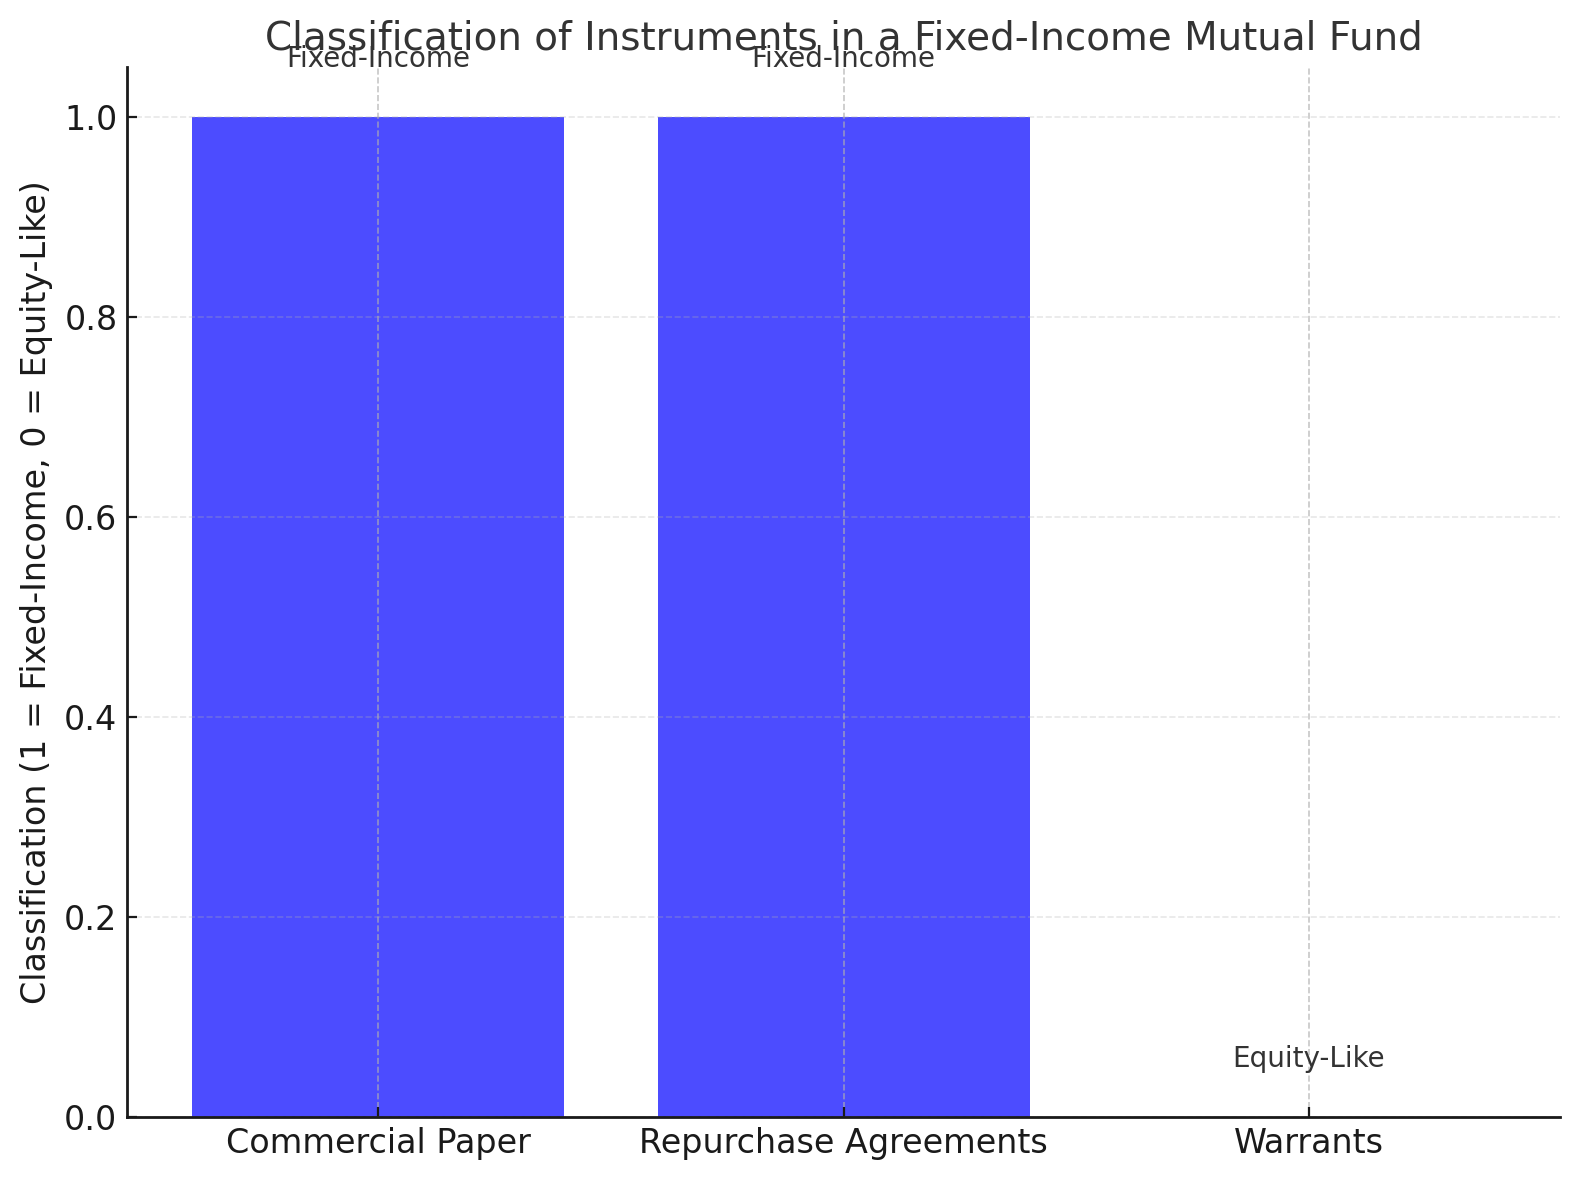 Classification of Instruments in a Fixed-Income Mutual Fund
Fixed-Income
Fixed-Income
Classification (1 = Fixed-Income, 0 = Equity-Like)
1.0
0.8
0.6
0.4
0.2
0.0
Equity-Like
Commercial Paper
Repurchase Agreements
Warrants